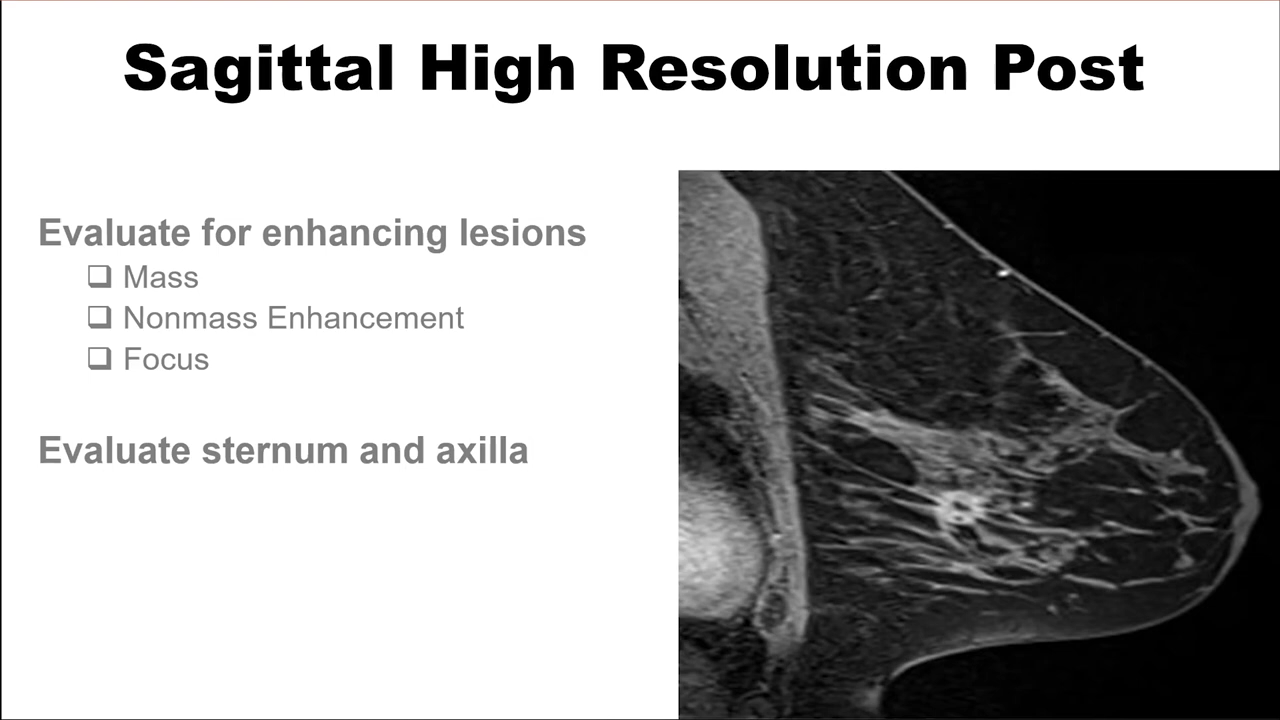 Sagittal High Resolution Post
Evaluate for enhancing lesions
❑ Mass
❑ Nonmass Enhancement
❑ Focus
Evaluate sternum and axilla